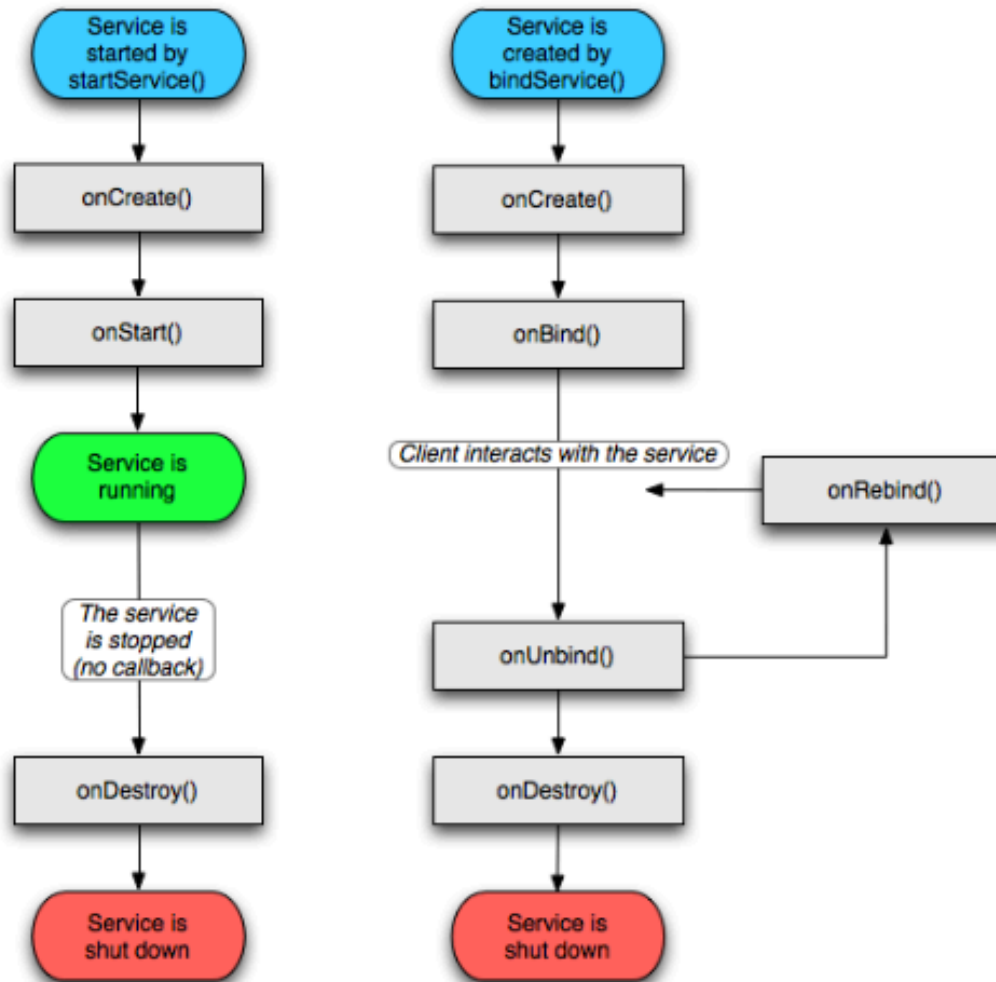 Service is
started by
startService()
onCreate()
onStart()
Service is
running
The service
is stopped
(no callback)
onDestroy()
Service is
shut down
Service is
created by
bindService()
onCreate()
onBind()
Client interacts with the service
onRebind()
onUnbind()
onDestroy()
Service is
shut down